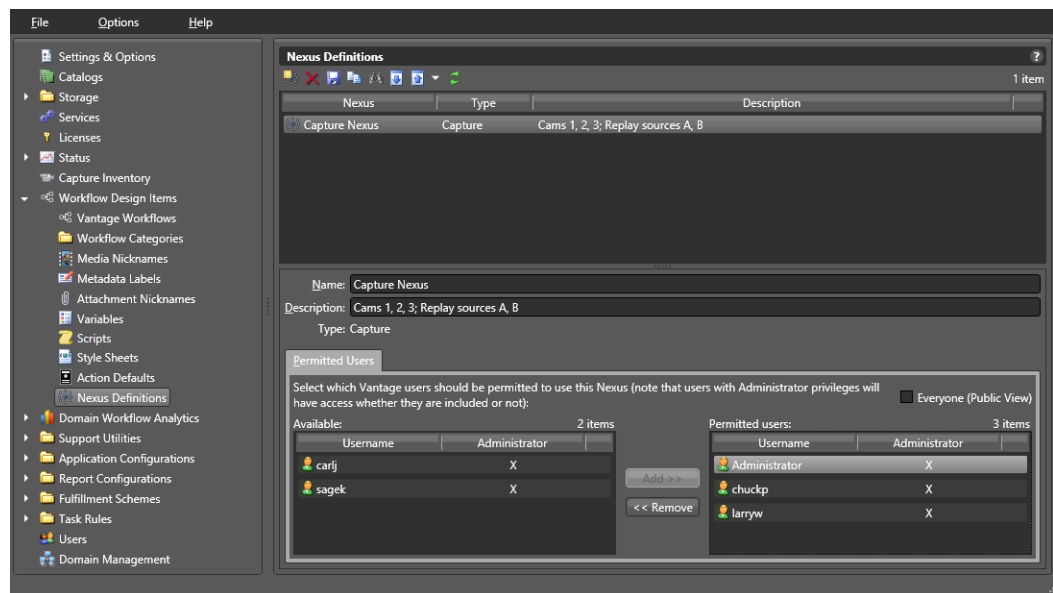 File Options Help
Settings & Options
Catalogs
Storage
Services
Licenses
Status
Capture Inventory
Workflow Design Items
Vantage Workflows
Workflow Categories
Media Nicknames
Metadata Labels
Attachment Nicknames
Variables
Scripts
Style Sheets
Action Defaults
Nexus Definitions
Domain Workflow Analytics
Support Utilities
Application Configurations
Report Configurations
Fulfillment Schemes
Task Rules
Users
Domain Management
Nexus Definitions ?
1 item
Nexus Type Description
Capture Nexus Capture Cams 1, 2, 3; Replay sources A, B
Name: Capture Nexus
Description: Cams 1, 2, 3; Replay sources A, B
Type: Capture
Permitted Users
Select which Vantage users should be permitted to use this Nexus (note that users with Administrator privileges will
have access whether they are included or not):
Everyone (Public View)
Available: 2 items
Username Administrator
carlj X
sagek X
Add >>
<< Remove
Permitted users: 3 items
Username Administrator
Administrator X
chuckp X
larryw X